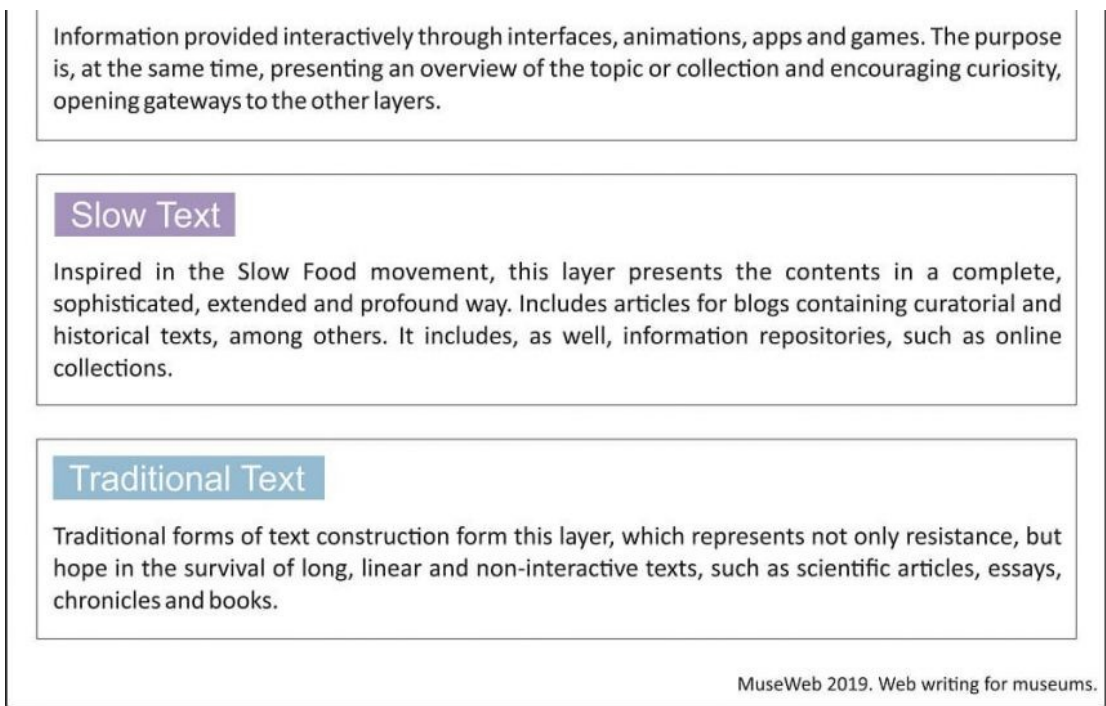 Information provided interactively through interfaces, animations, apps and games. The purpose
is, at the same time, presenting an overview of the topic or collection and encouraging curiosity,
opening gateways to the other layers.
Slow Text
Inspired in the Slow Food movement, this layer presents the contents in a complete,
sophisticated, extended and profound way. Includes articles for blogs containing curatorial and
historical texts, among others. It includes, as well, information repositories, such as online
collections.
Traditional Text
Traditional forms of text construction form this layer, which represents not only resistance, but
hope in the survival of long, linear and non-interactive texts, such as scientific articles, essays,
chronicles and books.
MuseWeb 2019. Web writing for museums.